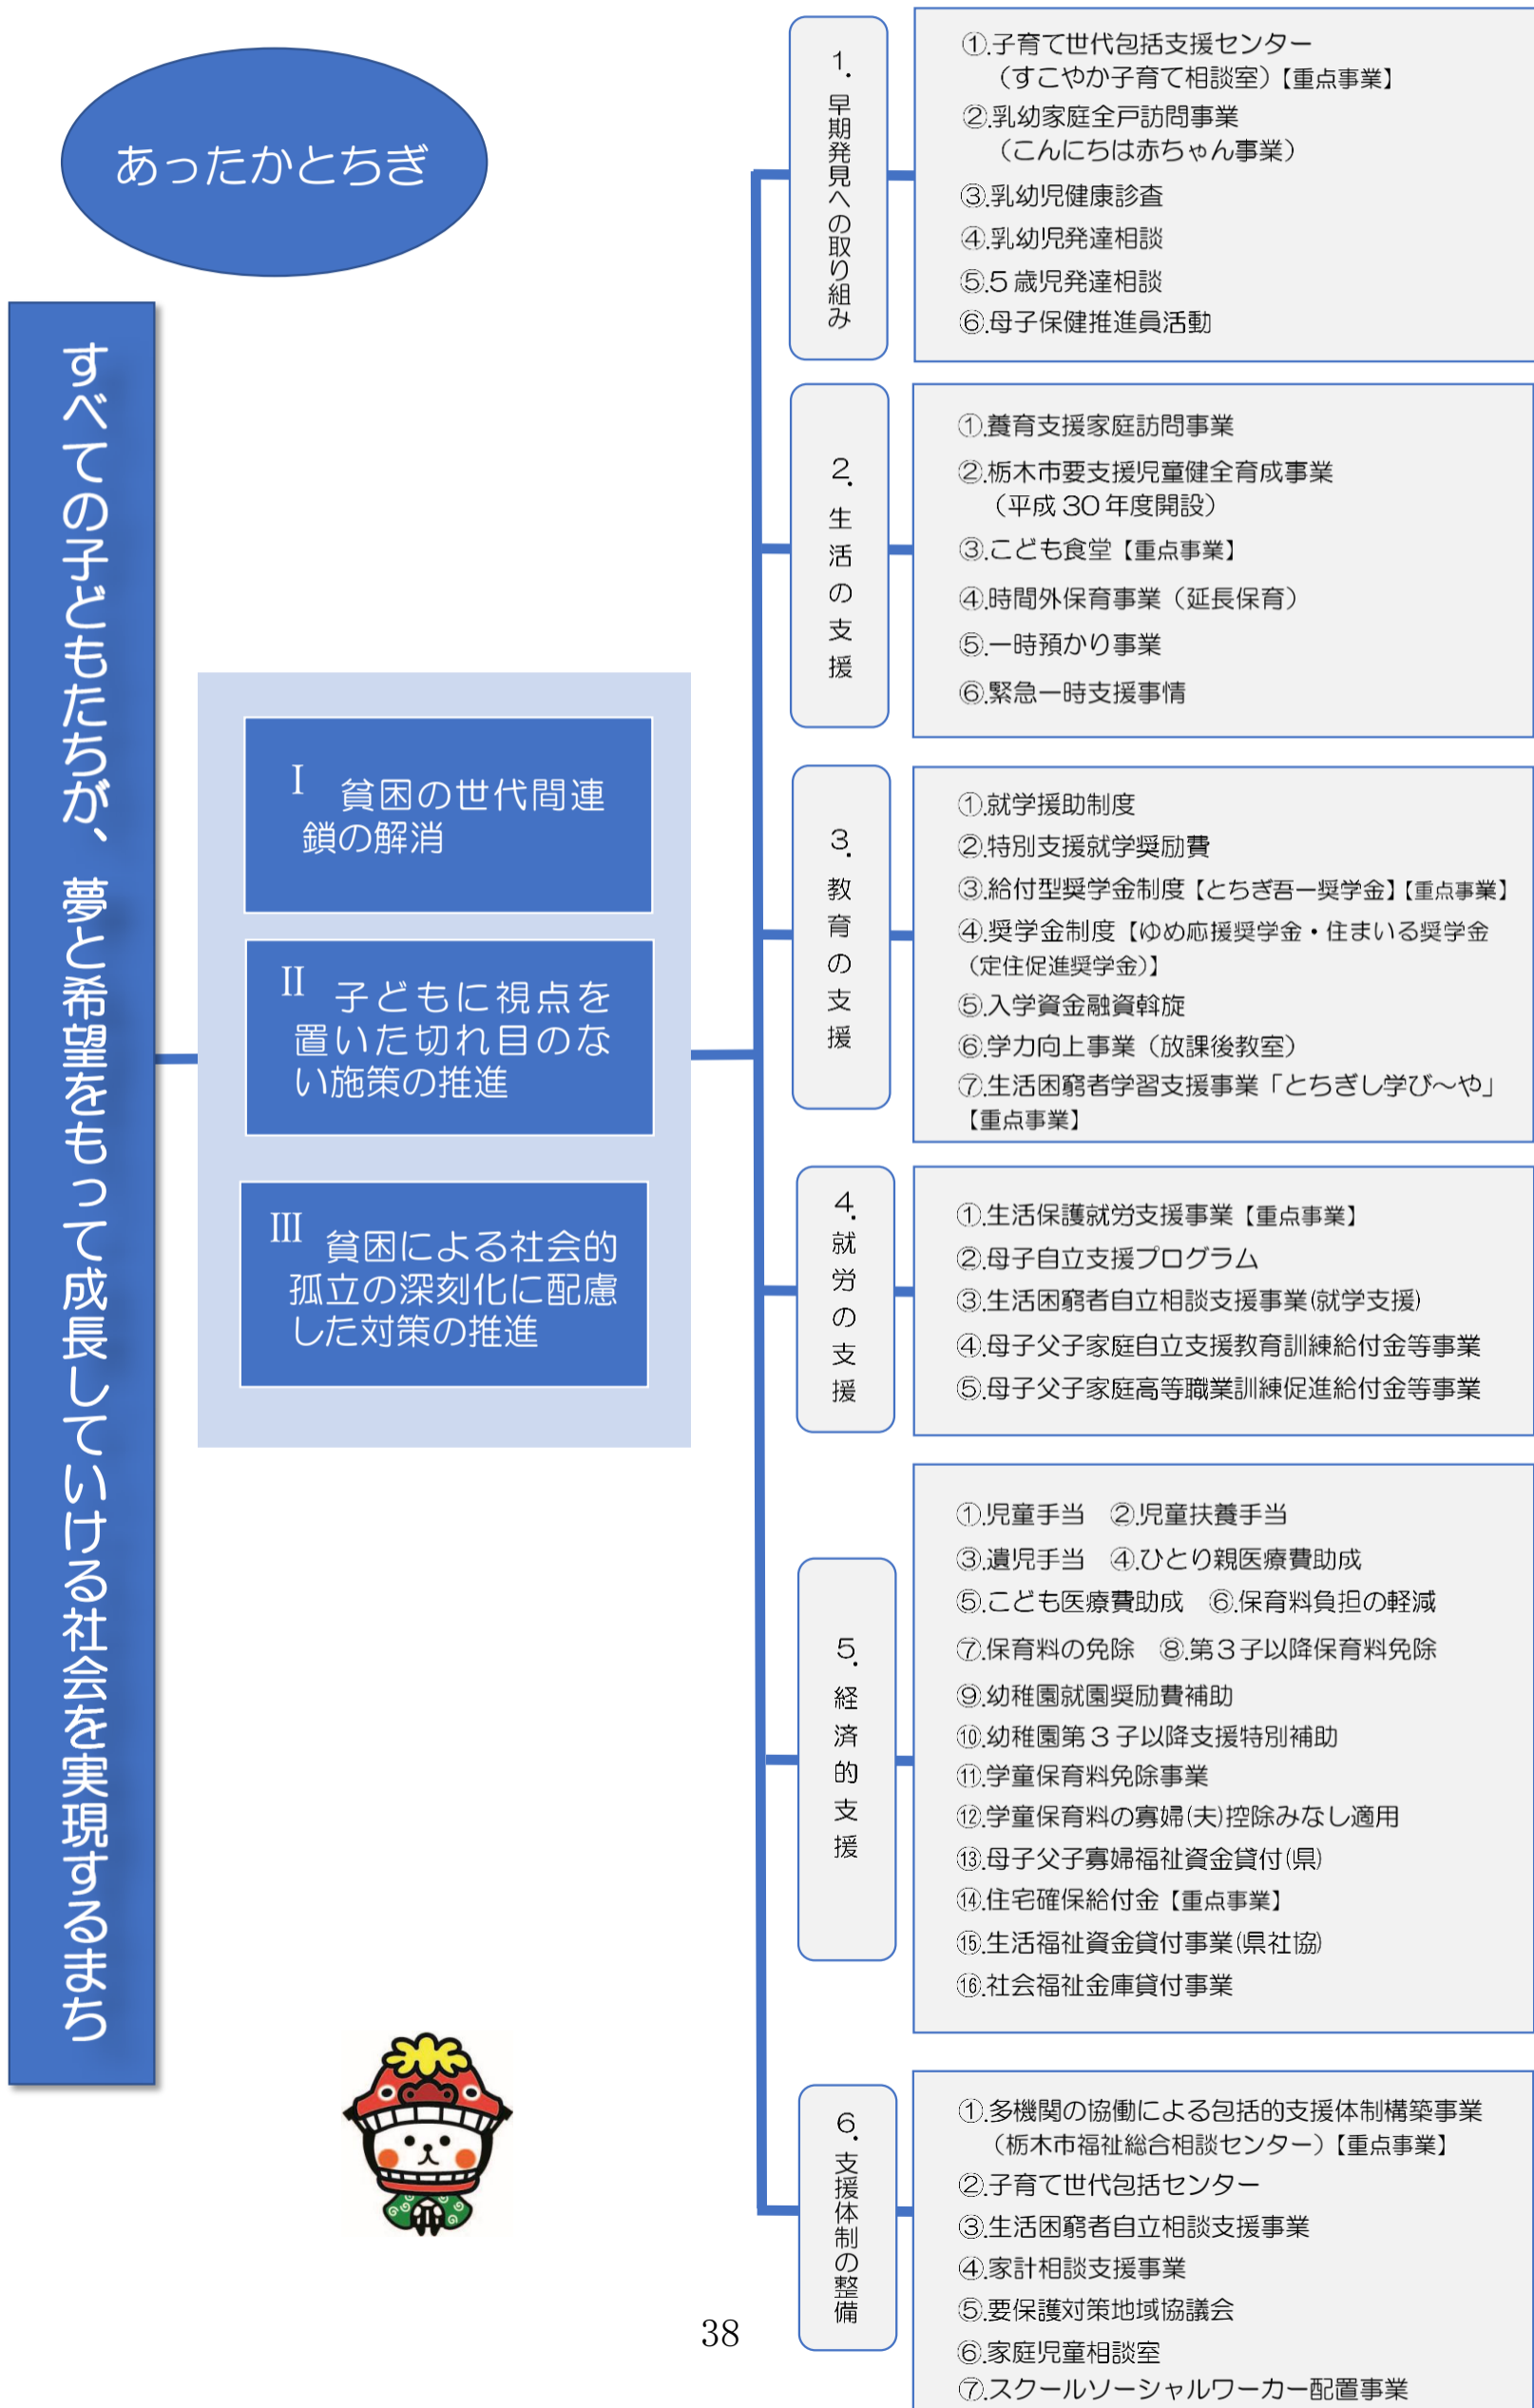 あったかとちぎ
すべての子どもたちが、夢と希望をもって成長していける社会を実現するまち
Ⅰ 貧困の世代間連
鎖の解消
Ⅱ 子どもに視点を
置いた切れ目のな
い施策の推進
Ⅲ 貧困による社会的
孤立の深刻化に配慮
した対策の推進
1.早期発見への取り組み
①.子育て世代包括支援センター
（すこやか子育て相談室）【重点事業】
②.乳幼家庭全戸訪問事業
（こんにちは赤ちゃん事業）
③.乳幼児健康診査
④.乳幼児発達相談
⑤.5歳児発達相談
⑥.母子保健推進員活動
2.生活の支援
①.養育支援家庭訪問事業
②.栃木市要支援児童健全育成事業
（平成30年度開設）
③.こども食堂【重点事業】
④.時間外保育事業（延長保育）
⑤.一時預かり事業
⑥.緊急一時支援事情
3.教育の支援
①.就学援助制度
②.特別支援就学奨励費
③.給付型奨学金制度【とちぎ吾一奨学金】【重点事業】
④.奨学金制度【ゆめ応援奨学金・住まいる奨学金
（定住促進奨学金）】
⑤.入学資金融資斡旋
⑥.学力向上事業（放課後教室）
⑦.生活困窮者学習支援事業「とちぎし学び～や」
【重点事業】
4.就労の支援
①.生活保護就労支援事業【重点事業】
②.母子自立支援プログラム
③.生活困窮者自立相談支援事業(就学支援)
④.母子父子家庭自立支援教育訓練給付金等事業
⑤.母子父子家庭高等職業訓練促進給付金等事業
5.経済的支援
①.児童手当　②.児童扶養手当
③.遺児手当　④.ひとり親医療費助成
⑤.こども医療費助成　⑥.保育料負担の軽減
⑦.保育料の免除　⑧.第3子以降保育料免除
⑨.幼稚園就園奨励費補助
⑩.幼稚園第3子以降支援特別補助
⑪.学童保育料免除事業
⑫.学童保育料の寡婦(夫)控除みなし適用
⑬.母子父子寡婦福祉資金貸付(県)
⑭.住宅確保給付金【重点事業】
⑮.生活福祉資金貸付事業(県社協)
⑯.社会福祉金庫貸付事業
6.支援体制の整備
①.多機関の協働による包括的支援体制構築事業
（栃木市福祉総合相談センター）【重点事業】
②.子育て世代包括センター
③.生活困窮者自立相談支援事業
④.家計相談支援事業
⑤.要保護対策地域協議会
⑥.家庭児童相談室
⑦.スクールソーシャルワーカー配置事業
38